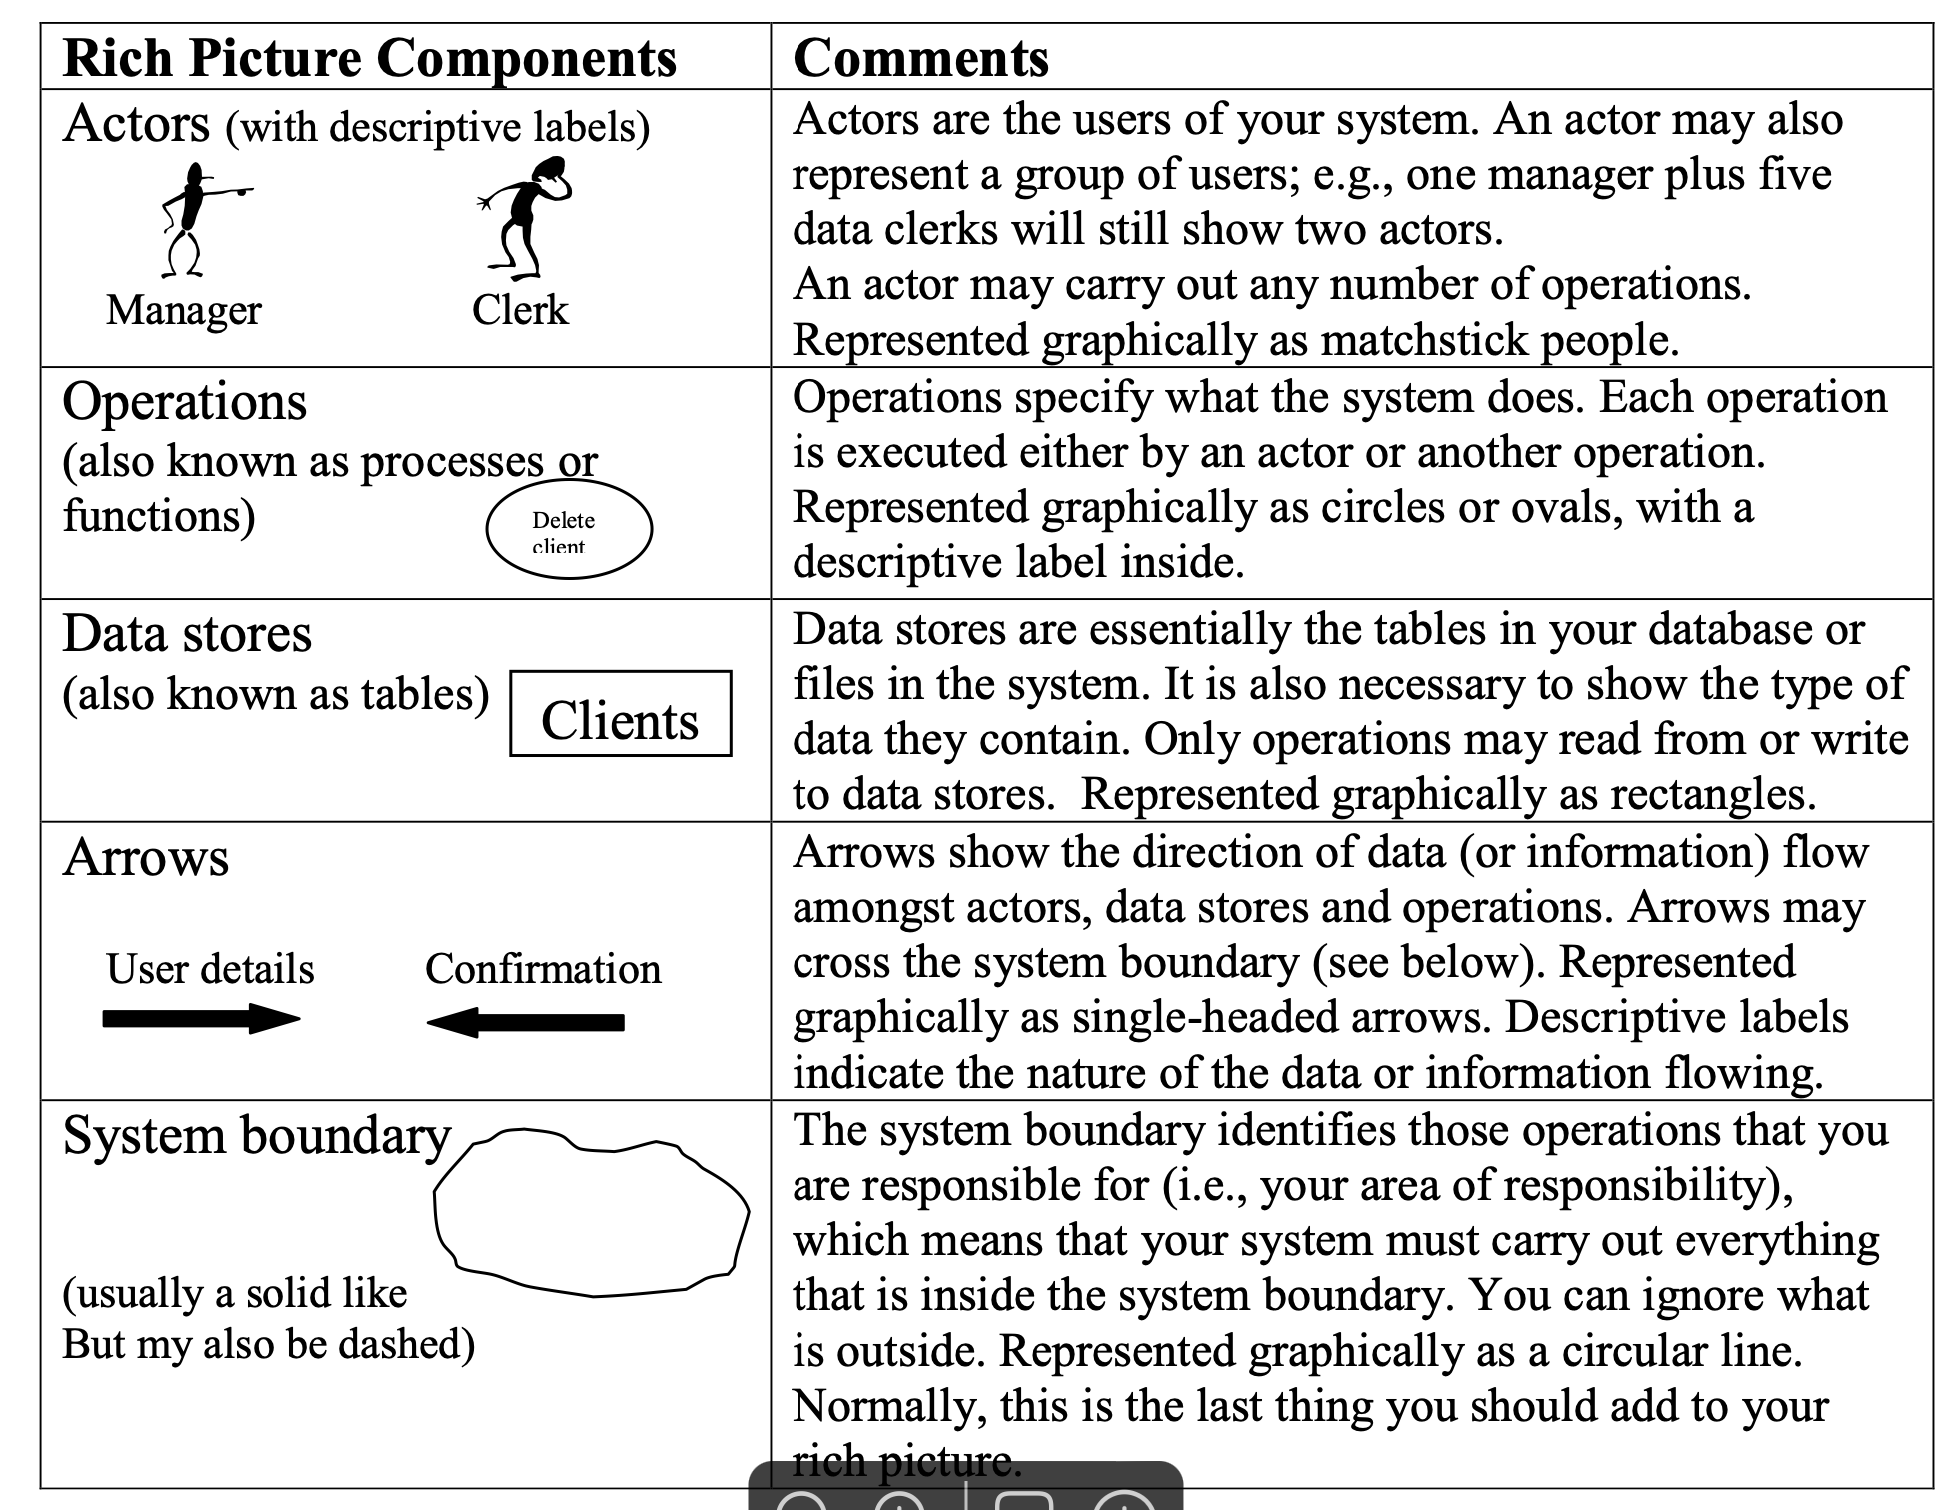 Rich Picture Components
Comments
Actors (with descriptive labels)
Manager
Clerk
Actors are the users of your system. An actor may also
represent a group of users; e.g., one manager plus five
data clerks will still show two actors.
An actor may carry out any number of operations.
Represented graphically as matchstick people.
Operations
(also known as processes or
functions)
Delete
client
Operations specify what the system does. Each operation
is executed either by an actor or another operation.
Represented graphically as circles or ovals, with a
descriptive label inside.
Data stores
(also known as tables)
Clients
Data stores are essentially the tables in your database or
files in the system. It is also necessary to show the type of
data they contain. Only operations may read from or write
to data stores.  Represented graphically as rectangles.
Arrows
User details
Confirmation
Arrows show the direction of data (or information) flow
amongst actors, data stores and operations. Arrows may
cross the system boundary (see below). Represented
graphically as single-headed arrows. Descriptive labels
indicate the nature of the data or information flowing.
System boundary
(usually a solid like
But my also be dashed)
The system boundary identifies those operations that you
are responsible for (i.e., your area of responsibility),
which means that your system must carry out everything
that is inside the system boundary. You can ignore what
is outside. Represented graphically as a circular line.
Normally, this is the last thing you should add to your
rich picture.